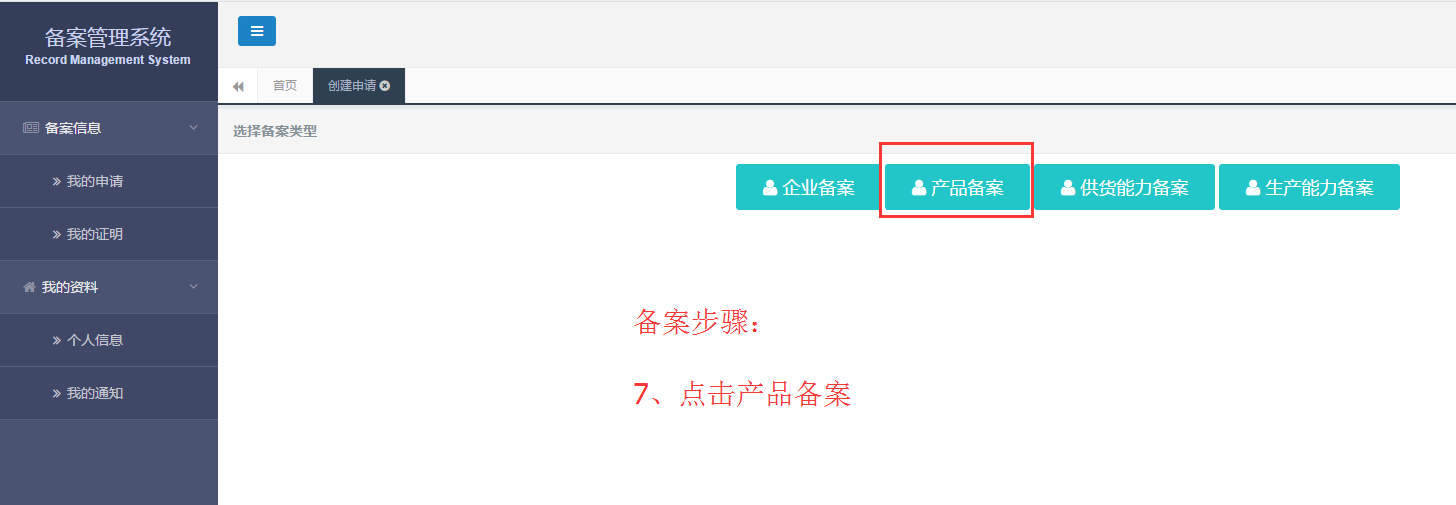 备案管理系统
Record Management System
备案信息
我的申请
我的证明
我的资料
个人信息
我的通知
首页
创建申请
选择备案类型
企业备案
产品备案
供货能力备案
生产能力备案
备案步骤：
7、点击产品备案